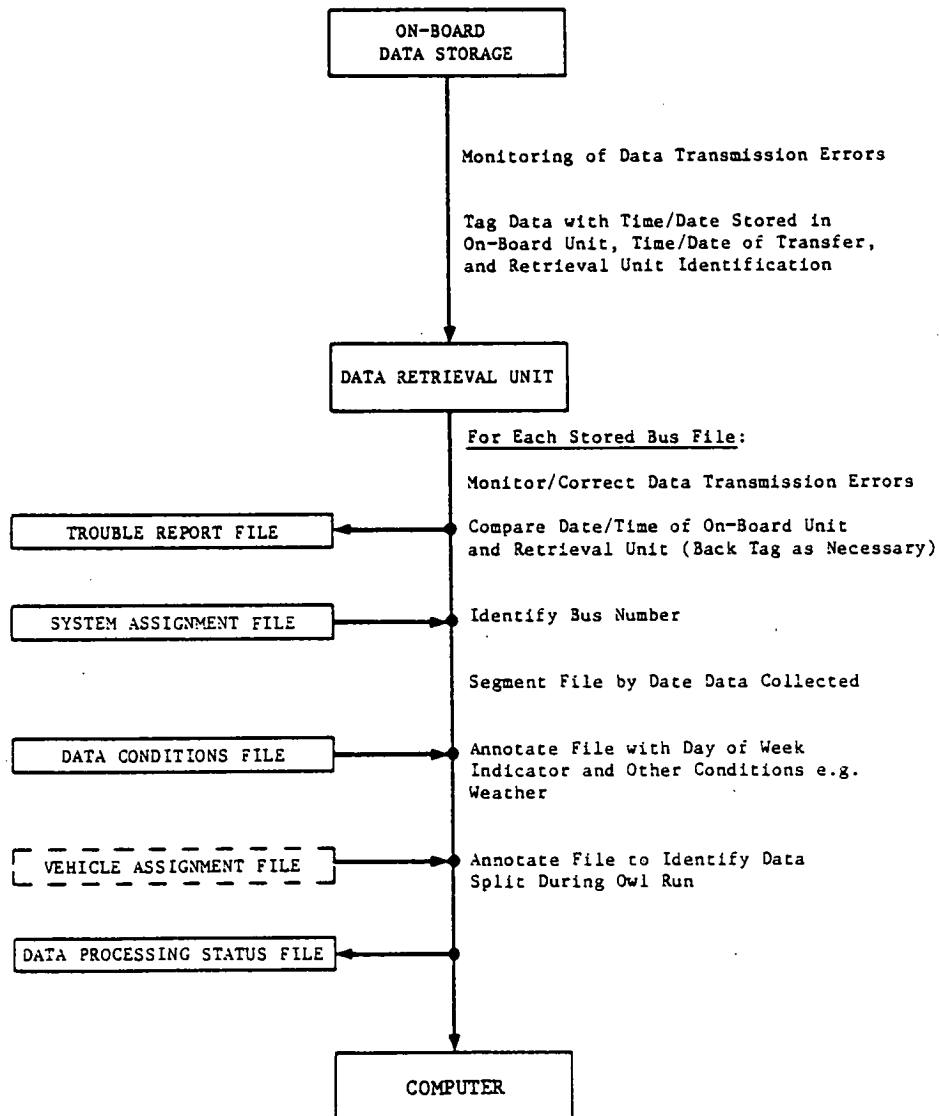 ON-BOARD
DATA STORAGE
Monitoring of Data Transmission Errors
Tag Data with Time/Date Stored in
On-Board Unit, Time/Date of Transfer,
and Retrieval Unit Identification
DATA RETRIEVAL UNIT
For Each Stored Bus File:
Monitor/Correct Data Transmission Errors
TROUBLE REPORT FILE
Compare Date/Time of On-Board Unit
and Retrieval Unit (Back Tag as Necessary)
SYSTEM ASSIGNMENT FILE
Identify Bus Number
Segment File by Date Data Collected
DATA CONDITIONS FILE
Annotate File with Day of Week
Indicator and Other Conditions e.g.
Weather
VEHICLE ASSIGNMENT FILE
Annotate File to Identify Data
Split During Owl Run
DATA PROCESSING STATUS FILE
COMPUTER